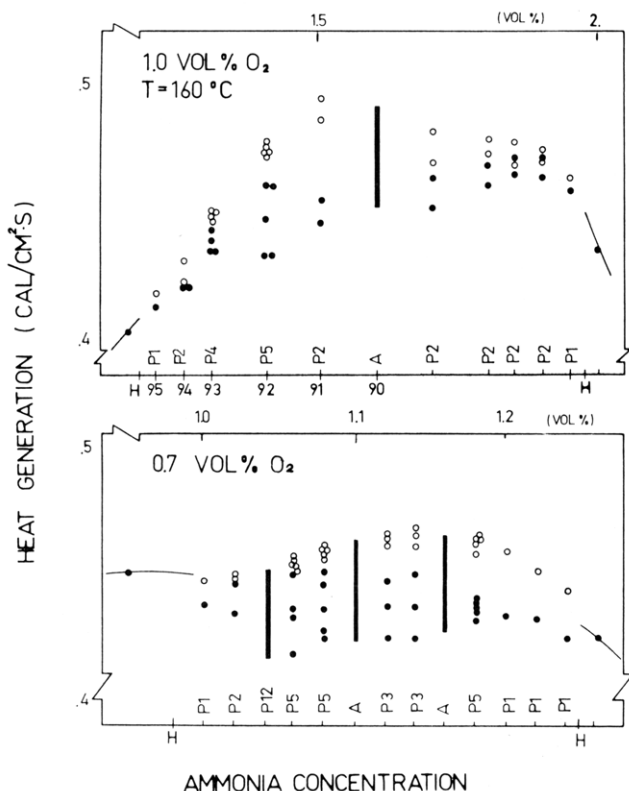 1.5 (VOL %) 2.
1.0 VOL % O₂
T=160 °C
.5
.4
P1 P2 P4 P5 P2 A P2 P2 P2 P2 P1
H 95 94 93 92 91 90 H
HEAT GENERATION (CAL/CM²·S)
1.0 1.1 1.2 (VOL %)
.5
0.7 VOL % O₂
.4
P1 P2 P12 P5 P5 A P3 P3 A P5 P1 P1 P1
H H
AMMONIA CONCENTRATION